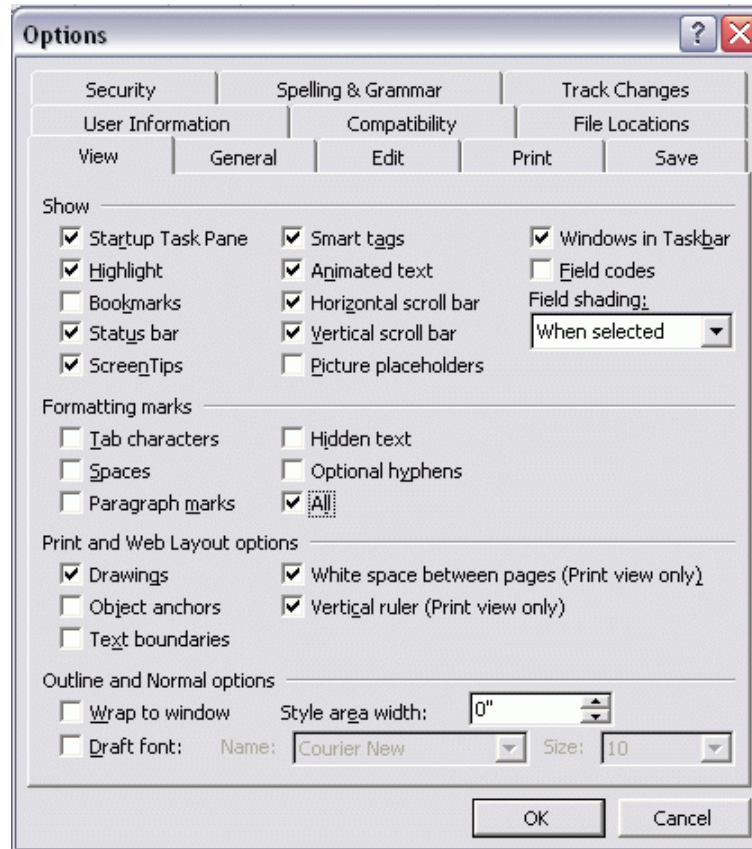 Options
Security Spelling & Grammar Track Changes
User Information Compatibility File Locations
View General Edit Print Save
Show
Startup Task Pane Smart tags Windows in Taskbar
Highlight Animated text Field codes
Bookmarks Horizontal scroll bar Field shading:
Status bar Vertical scroll bar When selected
ScreenTips Picture placeholders
Formatting marks
Tab characters Hidden text
Spaces Optional hyphens
Paragraph marks All
Print and Web Layout options
Drawings White space between pages (Print view only)
Object anchors Vertical ruler (Print view only)
Text boundaries
Outline and Normal options
Wrap to window Style area width: 0"
Draft font: Name: Courier New Size: 10
OK Cancel